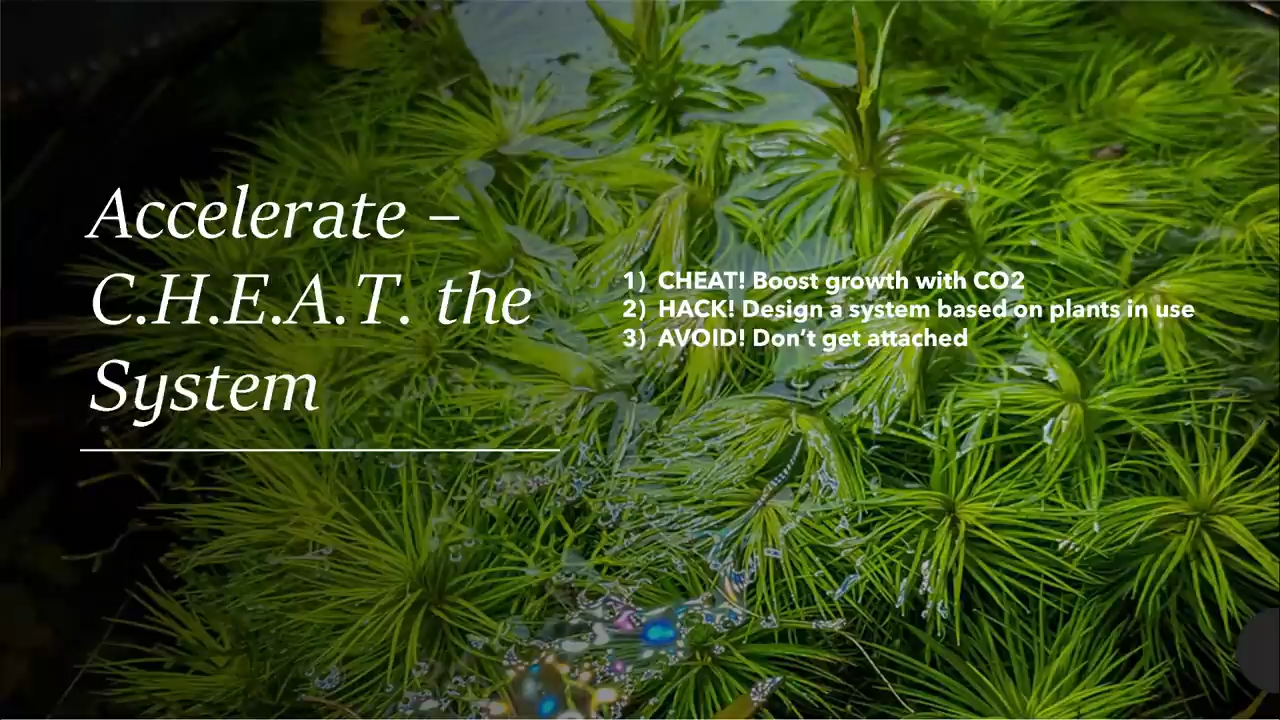 Accelerate –
C.H.E.A.T. the
System
1) CHEAT! Boost growth with CO2
2) HACK! Design a system based on plants in use
3) AVOID! Don’t get attached